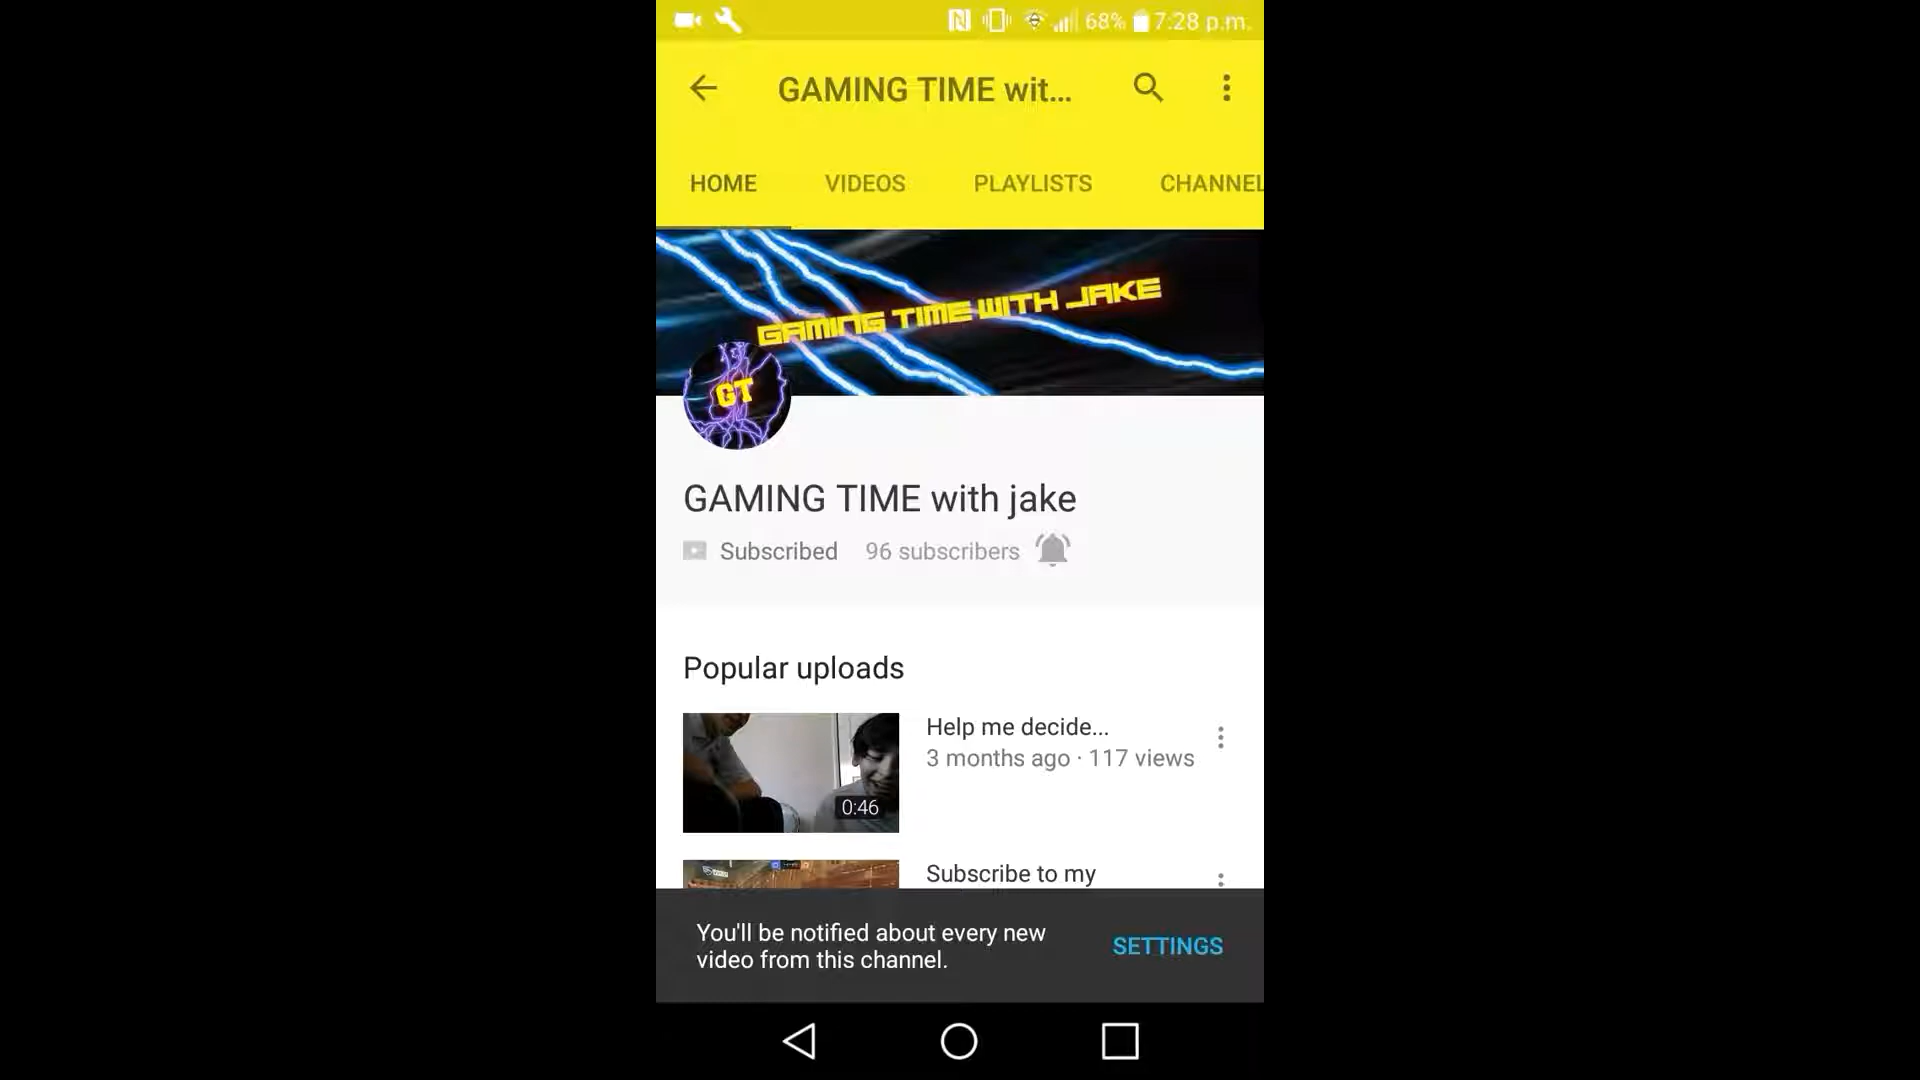 68% 7:28 p.m.
GAMING TIME wit...
HOME VIDEOS PLAYLISTS CHANNEL
GAMING TIME WITH JAKE
GT
GAMING TIME with jake
Subscribed 96 subscribers
Popular uploads
Help me decide...
3 months ago · 117 views
0:46
Subscribe to my
You'll be notified about every new
video from this channel.
SETTINGS